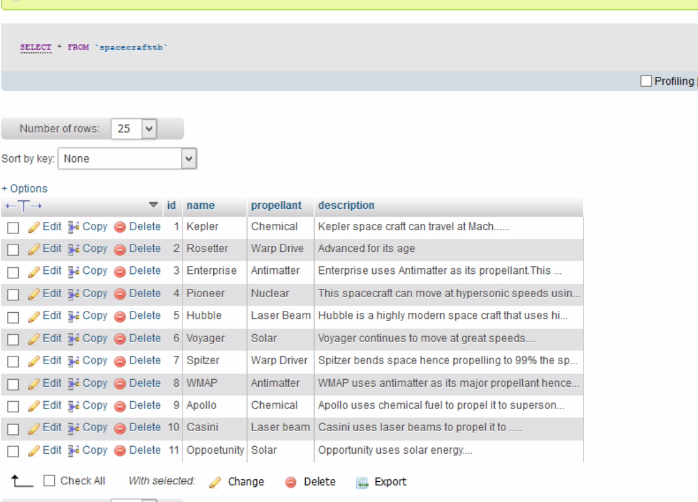 SELECT * FROM `spacecrafttb`
Profiling
Number of rows: 25
Sort by key: None
+ Options
id name propellant description
Edit Copy Delete 1 Kepler Chemical Kepler space craft can travel at Mach......
Edit Copy Delete 2 Rosetter Warp Drive Advanced for its age
Edit Copy Delete 3 Enterprise Antimatter Enterprise uses Antimatter as its propellant.This ...
Edit Copy Delete 4 Pioneer Nuclear This spacecraft can move at hypersonic speeds usin...
Edit Copy Delete 5 Hubble Laser Beam Hubble is a highly modern space craft that uses hi...
Edit Copy Delete 6 Voyager Solar Voyager continues to move at great speeds....
Edit Copy Delete 7 Spitzer Warp Driver Spitzer bends space hence propelling to 99% the sp...
Edit Copy Delete 8 WMAP Antimatter WMAP uses antimatter as its major propellant hence...
Edit Copy Delete 9 Apollo Chemical Apollo uses chemical fuel to propel it to superson...
Edit Copy Delete 10 Casini Laser beam Casini uses laser beams to propel it to .....
Edit Copy Delete 11 Oppoetunity Solar Opportunity uses solar energy....
Check All With selected: Change Delete Export